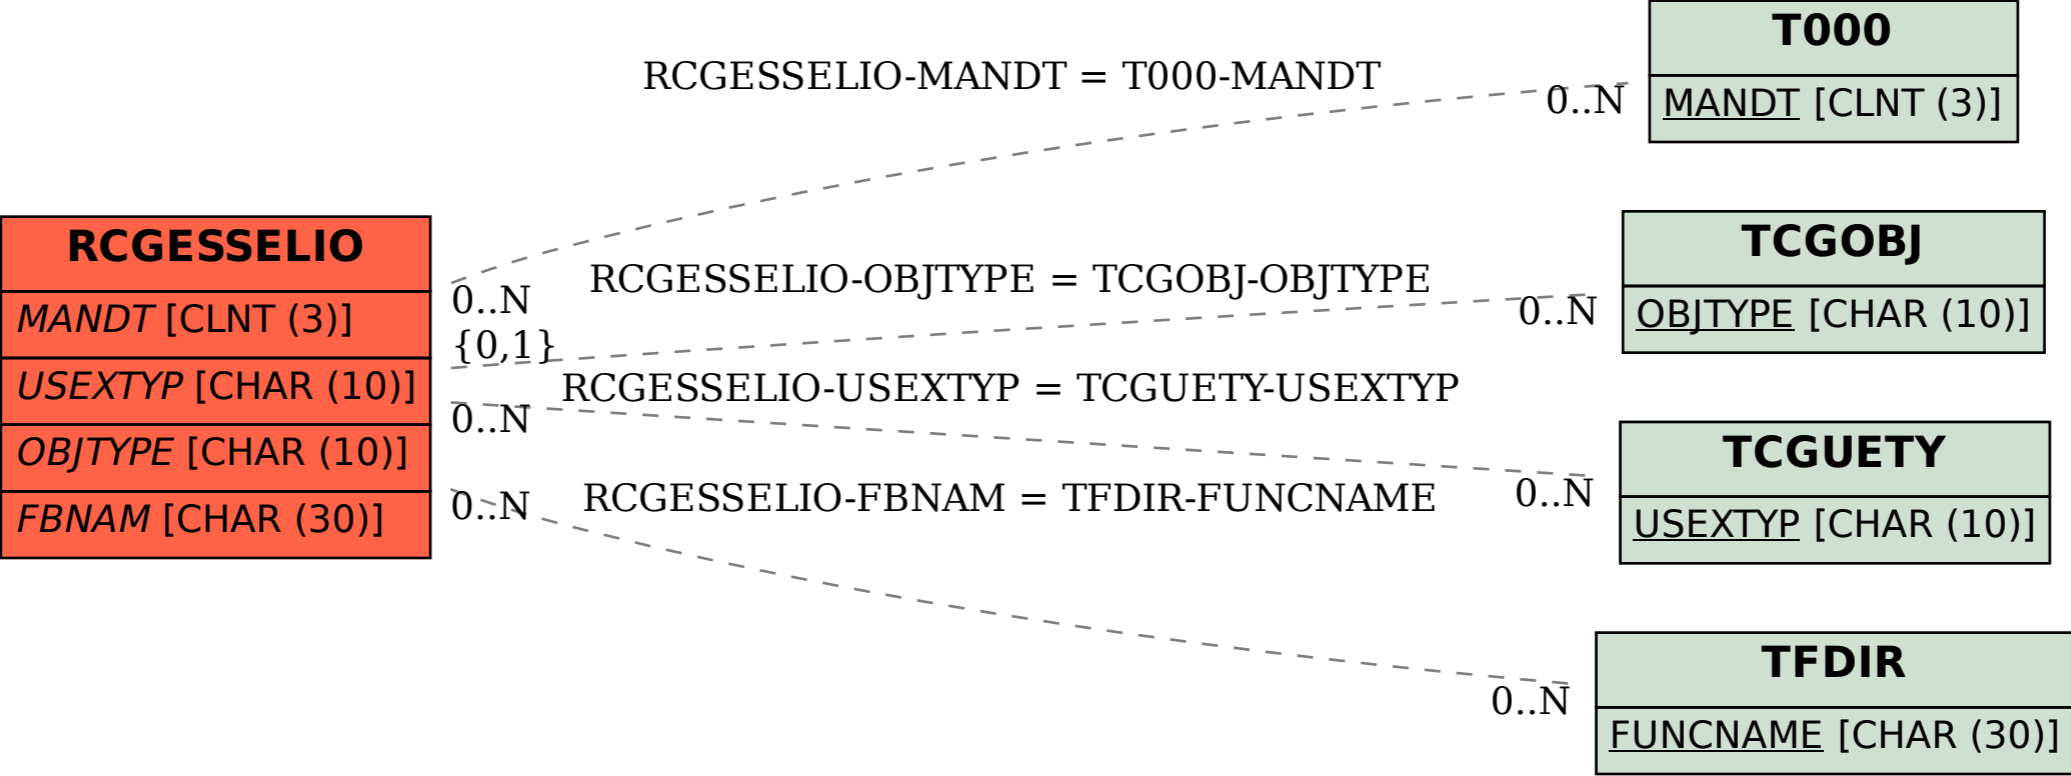 RCGESSELIO
MANDT [CLNT (3)]
USEXTYP [CHAR (10)]
OBJTYPE [CHAR (10)]
FBNAM [CHAR (30)]
RCGESSELIO-MANDT = T000-MANDT
0..N
0..N
RCGESSELIO-OBJTYPE = TCGOBJ-OBJTYPE
{0,1}
0..N
RCGESSELIO-USEXTYP = TCGUETY-USEXTYP
0..N
0..N
RCGESSELIO-FBNAM = TFDIR-FUNCNAME
0..N
0..N
T000
MANDT [CLNT (3)]
TCGOBJ
OBJTYPE [CHAR (10)]
TCGUETY
USEXTYP [CHAR (10)]
TFDIR
FUNCNAME [CHAR (30)]